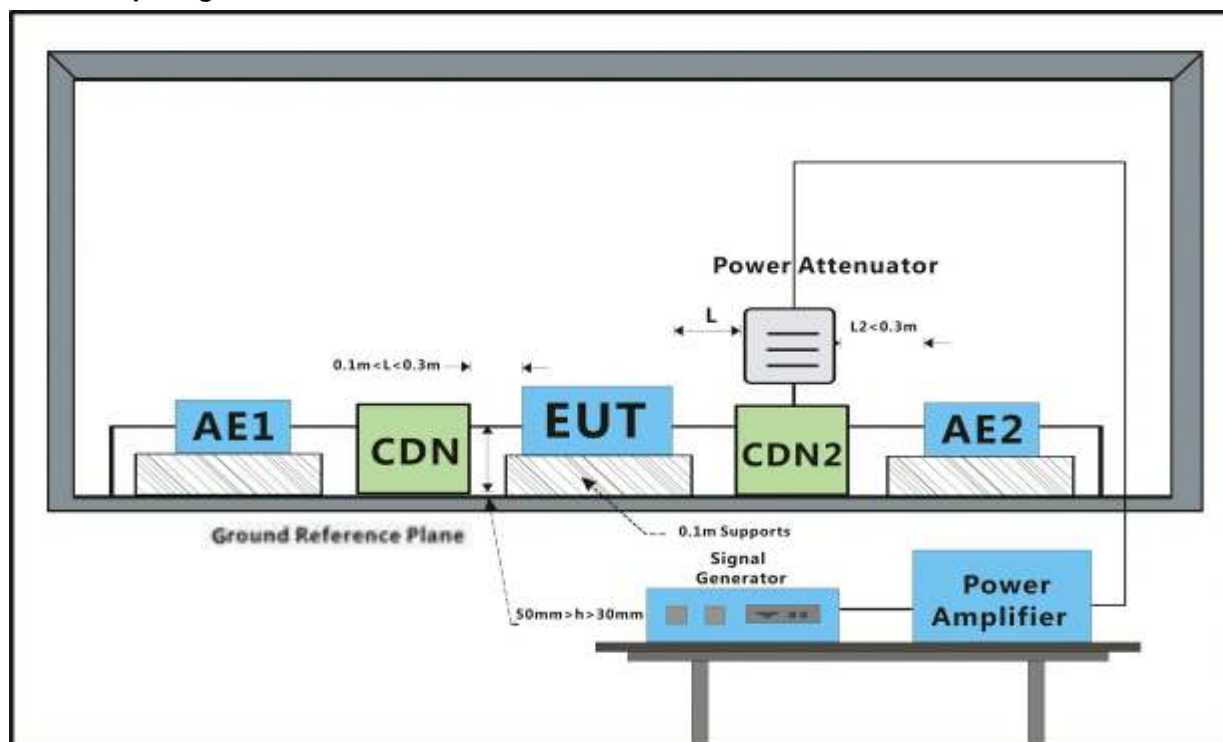 Power Attenuator
L
L2<0.3m
0.1m<L<0.3m
AE1
CDN
EUT
CDN2
AE2
Ground Reference Plane
0.1m Supports
Signal
Generator
50mm>h>30mm
Power
Amplifier